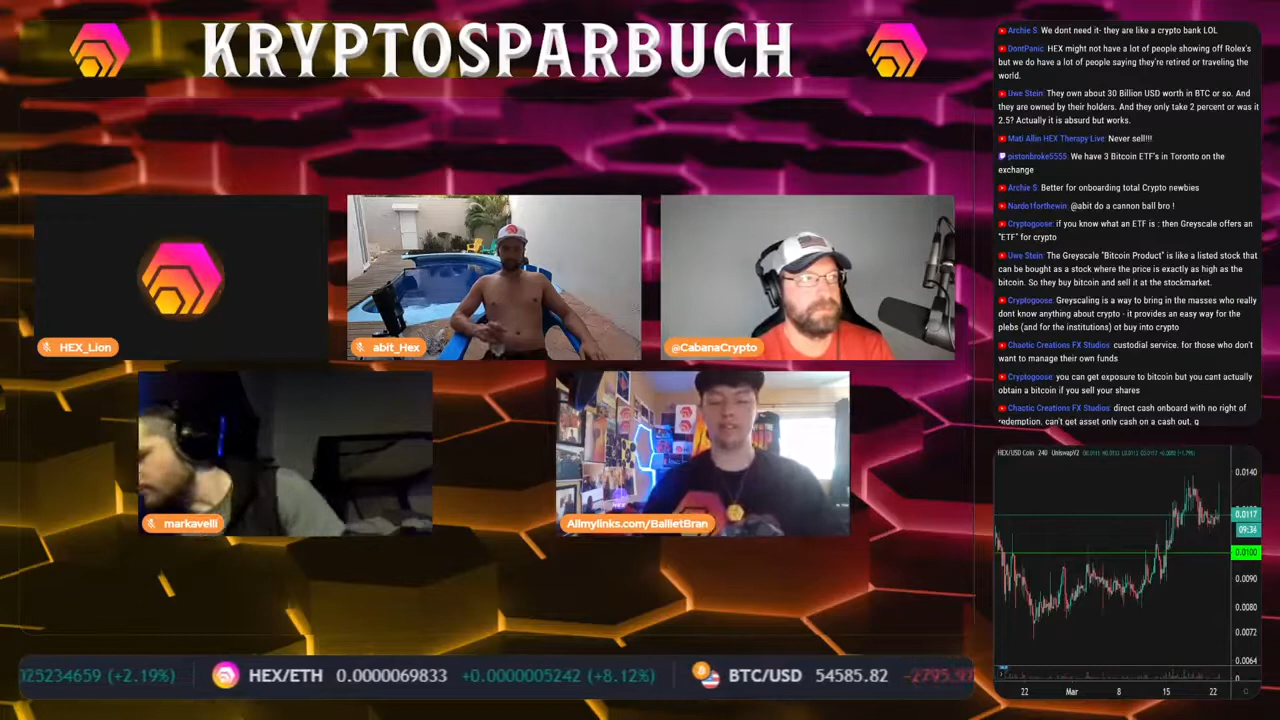 KRYPTOSPARBUCH
HEX_Lion
abit_Hex
@CabanaCrypto
markavelli
Allmylinks.com/BallietBran
Archie S: We dont need it- they are like a crypto bank LOL
DontPanic: HEX might not have a lot of people showing off Rolex's
but we do have a lot of people saying they're retired or traveling the
world.
Uwe Stein: They own about 30 Billion USD worth in BTC or so. And
they are owned by their holders. And they only take 2 percent or was it
2.5? Actually it is absurd but works.
Mati Allin HEX Therapy Live: Never sell!!!
pistonbroke5555: We have 3 Bitcoin ETF's in Toronto on the
exchange
Archie S: Better for onboarding total Crypto newbies
Nardo1forthewin: @abit do a cannon ball bro !
Cryptogoose: if you know what an ETF is : then Greyscale offers an
"ETF" for crypto
Uwe Stein: The Greyscale "Bitcoin Product" is like a listed stock that
can be bought as a stock where the price is exactly as high as the
bitcoin. So they buy bitcoin and sell it at the stockmarket.
Cryptogoose: Greyscaling is a way to bring in the masses who really
dont know anything about crypto - it provides an easy way for the
plebs (and for the institutions) ot buy into crypto
Chaotic Creations FX Studios: custodial service. for those who don't
want to manage their own funds
Cryptogoose: you can get exposure to bitcoin but you cant actually
obtain a bitcoin if you sell your shares
Chaotic Creations FX Studios: direct cash onboard with no right of
redemption, can't get asset only cash on a cash out, g
HEX/USD Coin 240 UniswapV2
0.0140
0.0117
09:36
0.0100
0.0090
0.0080
0.0072
0.0064
0
22 Mar 8 15 22
025234659 (+2.19%) HEX/ETH 0.0000069833 +0.0000005242 (+8.12%) BTC/USD 54585.82 -2795.97